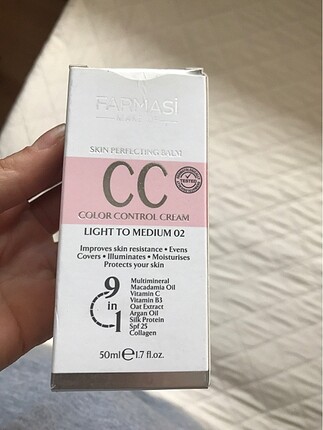 FARMASİ
SKIN PERFECTING BALM
CC
TESTED
COLOR CONTROL CREAM
LIGHT TO MEDIUM 02
Improves skin resistance • Evens
Covers • Illuminates • Moisturises
Protects your skin
9 in 1
Multimineral
Macadamia Oil
Vitamin C
Vitamin B3
Oat Extract
Argan Oil
Silk Protein
Spf 25
Collagen
50ml e 1.7 fl.oz.